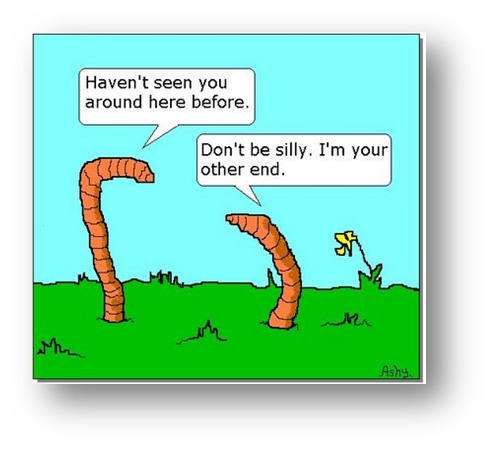 Haven't seen you
around here before.
Don't be silly. I'm your
other end.
Ashy.